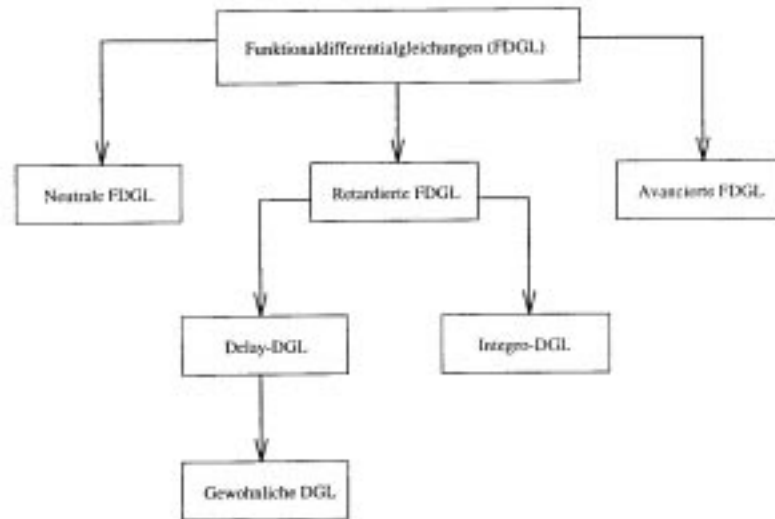 Funktionaldifferentialgleichungen (FDGL)
Neutrale FDGL
Retardierte FDGL
Avancierte FDGL
Delay-DGL
Integro-DGL
Gewohnliche DGL